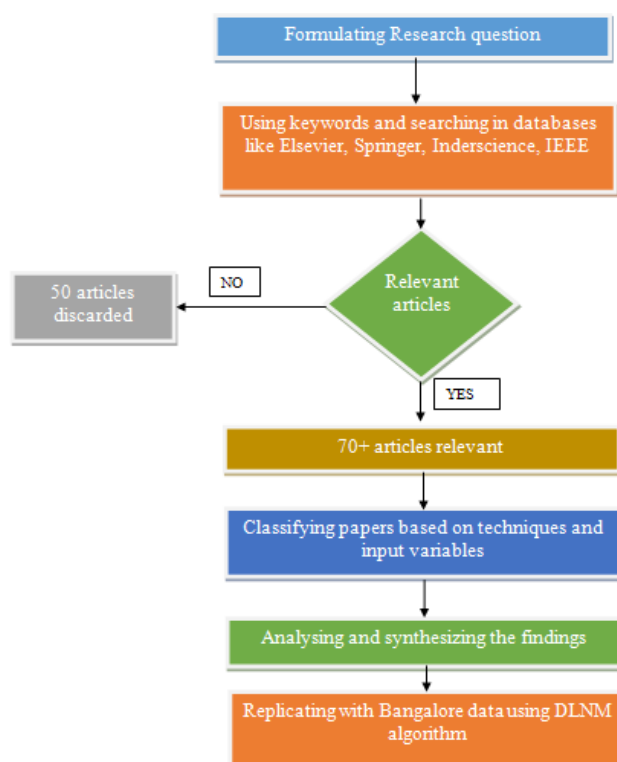 Formulating Research question
Using keywords and searching in databases
like Elsevier, Springer, Inderscience, IEEE
Relevant
articles
NO
50 articles
discarded
YES
70+ articles relevant
Classifying papers based on techniques and
input variables
Analysing and synthesizing the findings
Replicating with Bangalore data using DLNM
algorithm